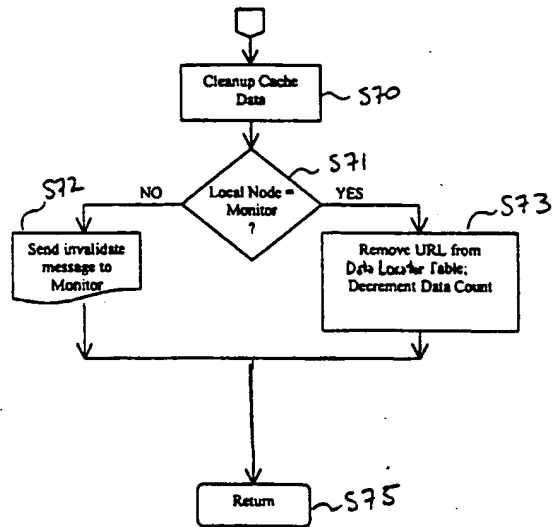 Cleanup Cache
Data
S70
S71
S72
NO
Local Node =
Monitor
?
YES
S73
Send invalidate
message to
Monitor
Remove URL from
Data Locator Table;
Decrement Data Count
Return
S75